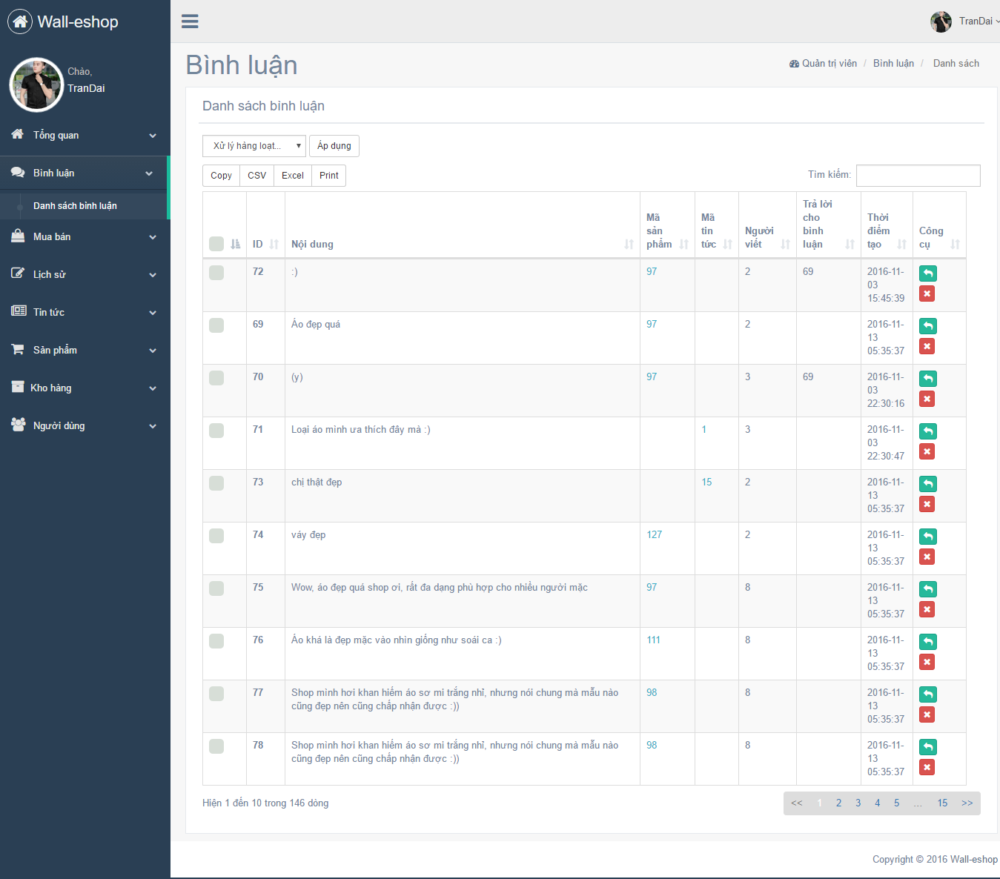 Wall-eshop
TranDai
Chào,
TranDai
Bình luận
Quản trị viên / Bình luận / Danh sách
Tổng quan
Bình luận
Danh sách bình luận
Mua bán
Lịch sử
Tin tức
Sản phẩm
Kho hàng
Người dùng
Danh sách bình luận
Xử lý hàng loạt... Áp dụng
Copy CSV Excel Print
Tìm kiếm:
ID
Nội dung
Mã
sản
phẩm
Mã
tin
tức
Người
viết
Trả lời
cho
bình
luận
Thời
điểm
tạo
Công
cụ
72 :) 97 2 69 2016-11-
03
15:45:39
69 Áo đẹp quá 97 2 2016-11-
13
05:35:37
70 (y) 97 3 69 2016-11-
03
22:30:16
71 Loại áo mình ưa thích đây mà :) 1 3 2016-11-
03
22:30:47
73 chị thật đẹp 15 2 2016-11-
13
05:35:37
74 váy đẹp 127 2 2016-11-
13
05:35:37
75 Wow, áo đẹp quá shop ơi, rất đa dạng phù hợp cho nhiều người mặc 97 8 2016-11-
13
05:35:37
76 Áo khá là đẹp mặc vào nhìn giống như soái ca :) 111 8 2016-11-
13
05:35:37
77 Shop mình hơi khan hiếm áo sơ mi trắng nhỉ, nhưng nói chung mà mẫu nào 98 8 2016-11-
cũng đẹp nên cũng chấp nhận được :)) 13
05:35:37
78 Shop mình hơi khan hiếm áo sơ mi trắng nhỉ, nhưng nói chung mà mẫu nào 98 8 2016-11-
cũng đẹp nên cũng chấp nhận được :)) 13
05:35:37
Hiện 1 đến 10 trong 146 dòng
<< 1 2 3 4 5 ... 15 >>
Copyright © 2016 Wall-eshop